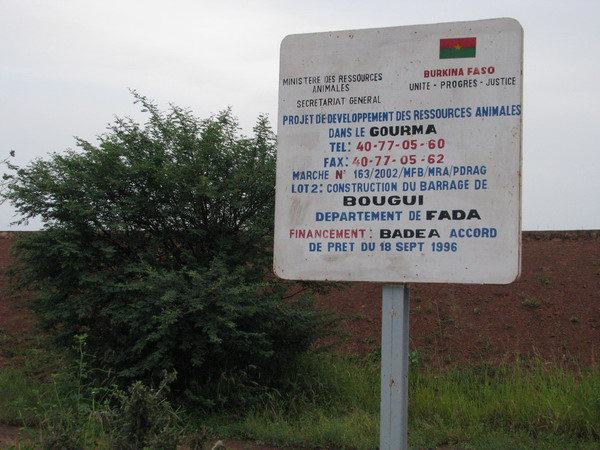 MINISTERE DES RESSOURCES
ANIMALES
SECRETARIAT GENERAL
BURKINA FASO
UNITE - PROGRES - JUSTICE
PROJET DE DEVELOPPEMENT DES RESSOURCES ANIMALES
DANS LE GOURMA
TEL: 40-77-05-60
FAX: 40-77-05-62
MARCHE N° 163/2002/MFB/MRA/PDRAG
LOT2: CONSTRUCTION DU BARRAGE DE
BOUGUI
DEPARTEMENT DE FADA
FINANCEMENT: BADEA ACCORD
DE PRET DU 18 SEPT 1996